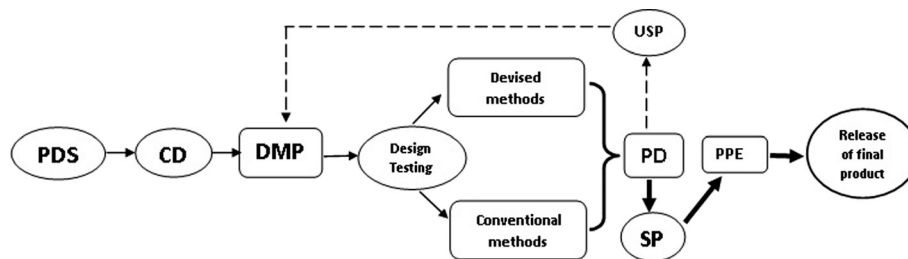 USP
Devised
methods
PDS
CD
DMP
Design
Testing
PD
PPE
Release
of final
product
Conventional
methods
SP